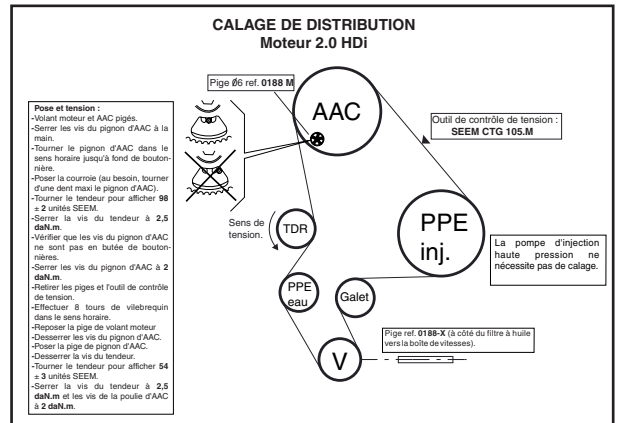 CALAGE DE DISTRIBUTION
Moteur 2.0 HDi
Pige Ø6 ref. 0188 M
AAC
Outil de contrôle de tension :
SEEM CTG 105.M
Pose et tension :
-Volant moteur et AAC pigés.
-Serrer les vis du pignon d'AAC à la
main.
-Tourner le pignon d'AAC dans le
sens horaire jusqu'à fond de bouton-
nière.
-Poser la courroie (au besoin, tourner
d'une dent maxi le pignon d'AAC).
-Tourner le tendeur pour afficher 98
± 2 unités SEEM.
-Serrer la vis du tendeur à 2,5
daN.m.
-Vérifier que les vis du pignon d'AAC
ne sont pas en butée de bouton-
nières.
-Serrer les vis du pignon d'AAC à 2
daN.m.
-Retirer les piges et l'outil de contrôle
de tension.
-Effectuer 8 tours de vilebrequin
dans le sens horaire.
-Reposer la pige de volant moteur
-Desserrer les vis du pignon d'AAC.
-Poser la pige de pignon d'AAC.
-Desserrer la vis du tendeur.
-Tourner le tendeur pour afficher 54
± 3 unités SEEM.
-Serrer la vis du tendeur à 2,5
daN.m et les vis de la poulie d'AAC
à 2 daN.m.
Sens de
tension.
TDR
PPE
inj.
La pompe d'injection
haute pression ne
nécessite pas de calage.
PPE
eau
Galet
Pige ref. 0188-X (à côté du filtre à huile
vers la boîte de vitesses).
V